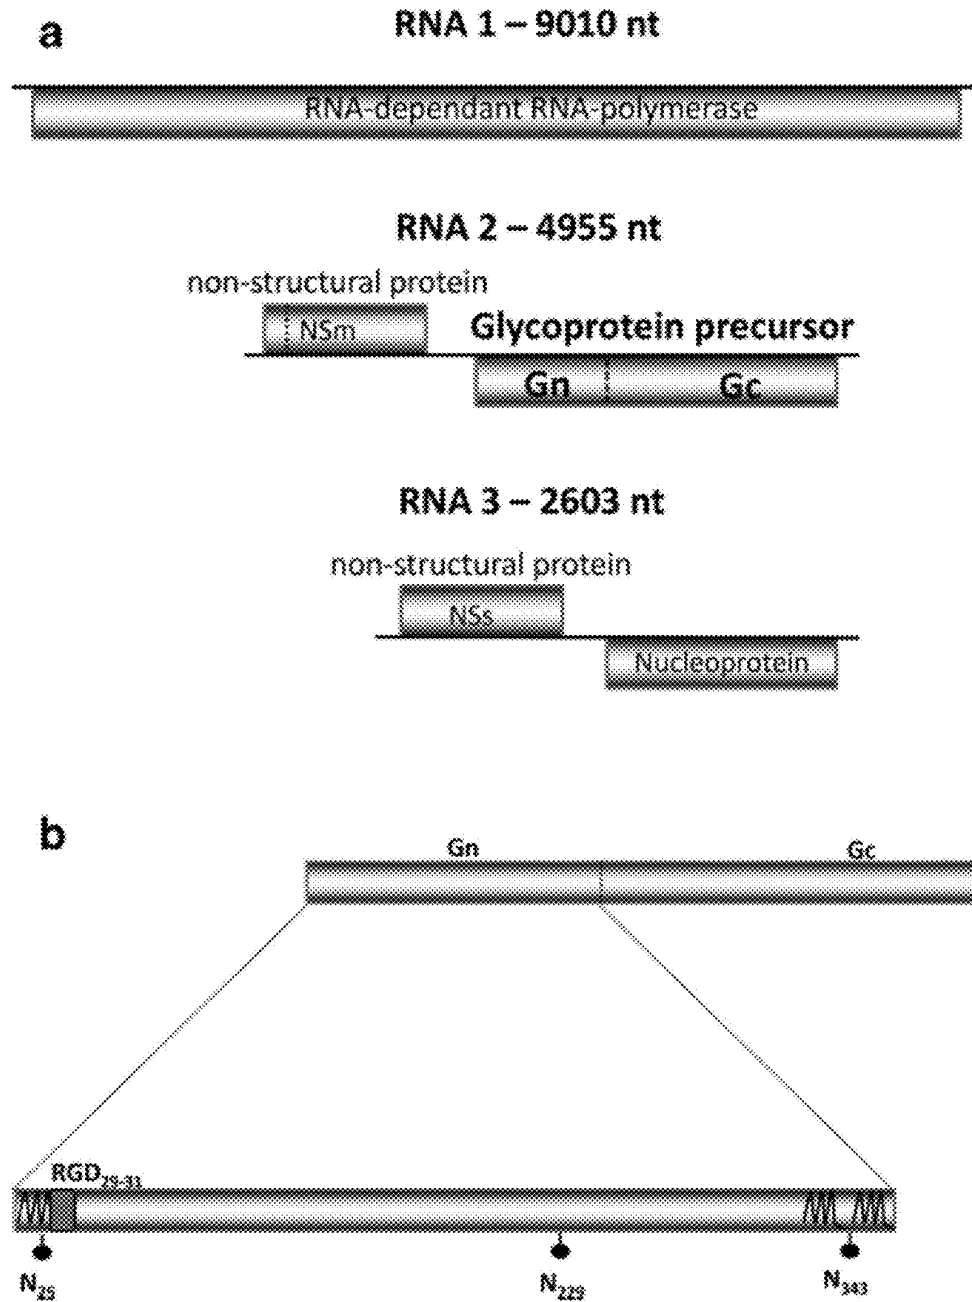 a
RNA 1 – 9010 nt
RNA-dependant RNA-polymerase
RNA 2 – 4955 nt
non-structural protein
NSm
Glycoprotein precursor
Gn
Gc
RNA 3 – 2603 nt
non-structural protein
NSs
Nucleoprotein
b
Gn
Gc
RGD29-31
N25
N229
N343